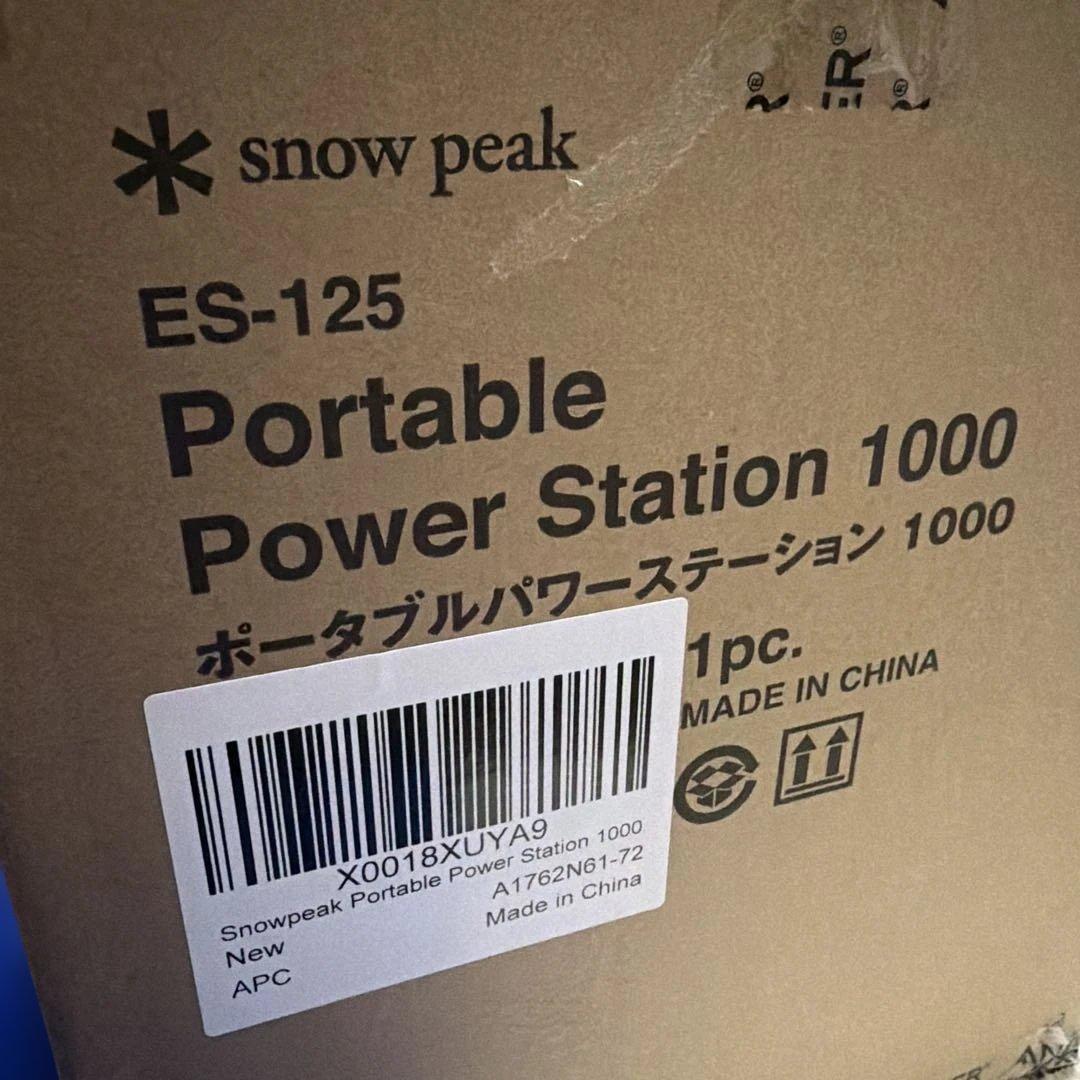 snow peak
ES-125
Portable
Power Station 1000
ポータブルパワーステーション 1000
1pc.
MADE IN CHINA
X0018XUYA9
Snowpeak Portable Power Station 1000
New
A1762N61-72
APC
Made in China